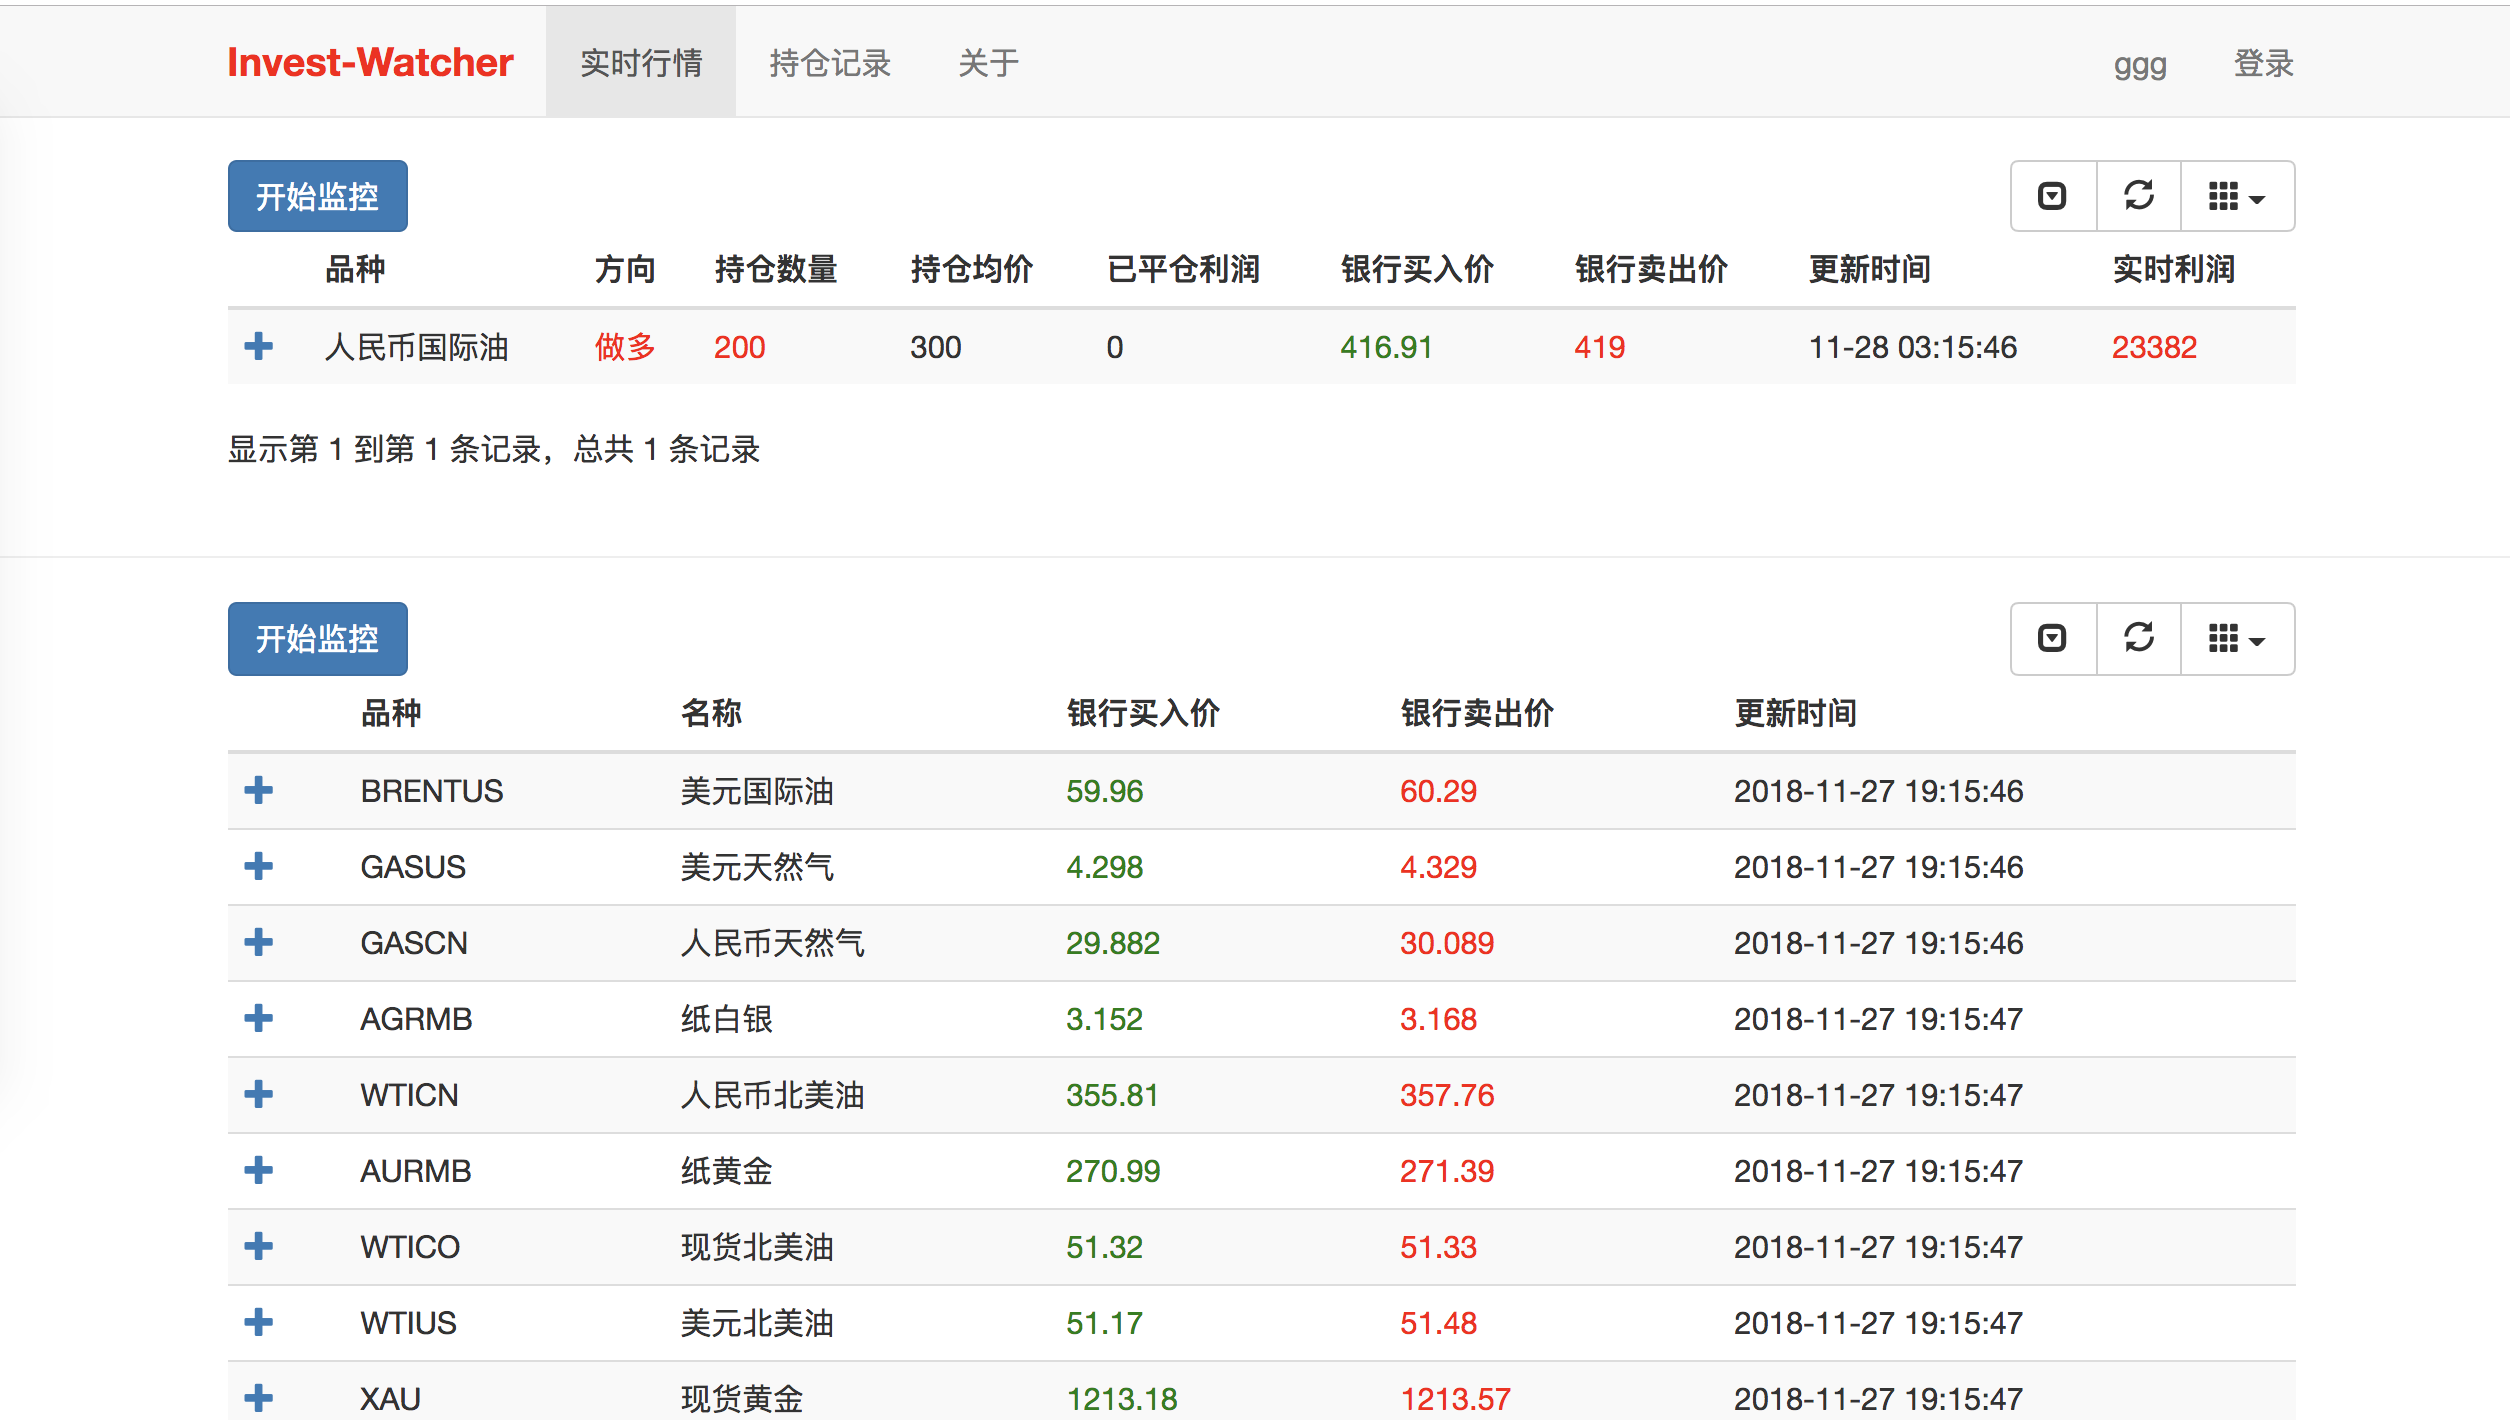 Invest-Watcher 实时行情 持仓记录 关于 ggg 登录
开始监控
品种 方向 持仓数量 持仓均价 已平仓利润 银行买入价 银行卖出价 更新时间 实时利润
人民币国际油 做多 200 300 0 416.91 419 11-28 03:15:46 23382
显示第 1 到第 1 条记录，总共 1 条记录
开始监控
品种 名称 银行买入价 银行卖出价 更新时间
BRENTUS 美元国际油 59.96 60.29 2018-11-27 19:15:46
GASUS 美元天然气 4.298 4.329 2018-11-27 19:15:46
GASCN 人民币天然气 29.882 30.089 2018-11-27 19:15:46
AGRMB 纸白银 3.152 3.168 2018-11-27 19:15:47
WTICN 人民币北美油 355.81 357.76 2018-11-27 19:15:47
AURMB 纸黄金 270.99 271.39 2018-11-27 19:15:47
WTICO 现货北美油 51.32 51.33 2018-11-27 19:15:47
WTIUS 美元北美油 51.17 51.48 2018-11-27 19:15:47
XAU 现货黄金 1213.18 1213.57 2018-11-27 19:15:47